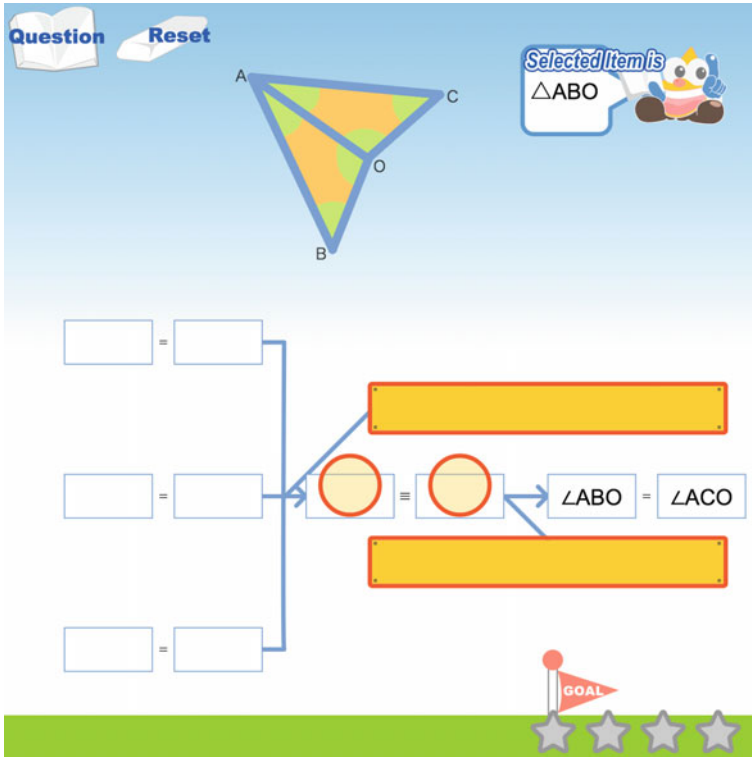 Question
Reset
Selected Item is
△ABO
A
C
O
B
=
=
≡
∠ABO = ∠ACO
=
GOAL